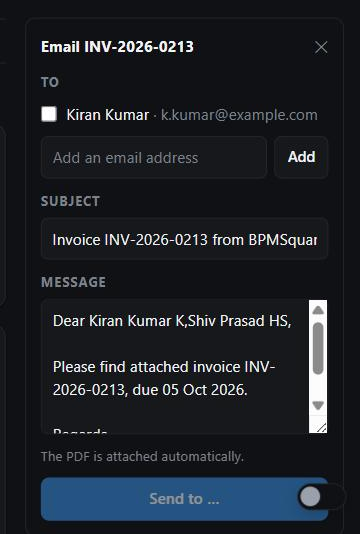 Email INV-2026-0213
TO
Kiran Kumar · k.kumar@example.com
Add an email address
Add
SUBJECT
Invoice INV-2026-0213 from BPMSquar
MESSAGE
Dear Kiran Kumar K,Shiv Prasad HS,
Please find attached invoice INV-
2026-0213, due 05 Oct 2026.
Regards
The PDF is attached automatically.
Send to ...